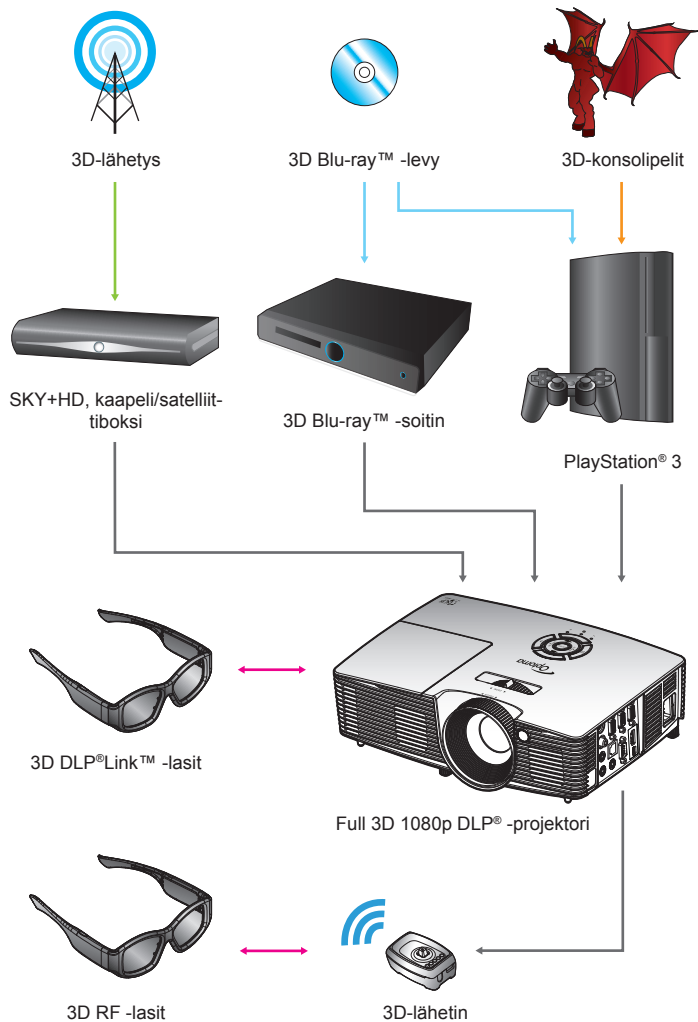 3D-lähetys
3D Blu-ray™ -levy
3D-konsolipelit
SKY+HD, kaapeli/satelliit-
tiboksi
3D Blu-ray™ -soitin
PlayStation® 3
Optoma
3D DLP®Link™ -lasit
Full 3D 1080p DLP® -projektori
3D RF -lasit
3D-lähetin